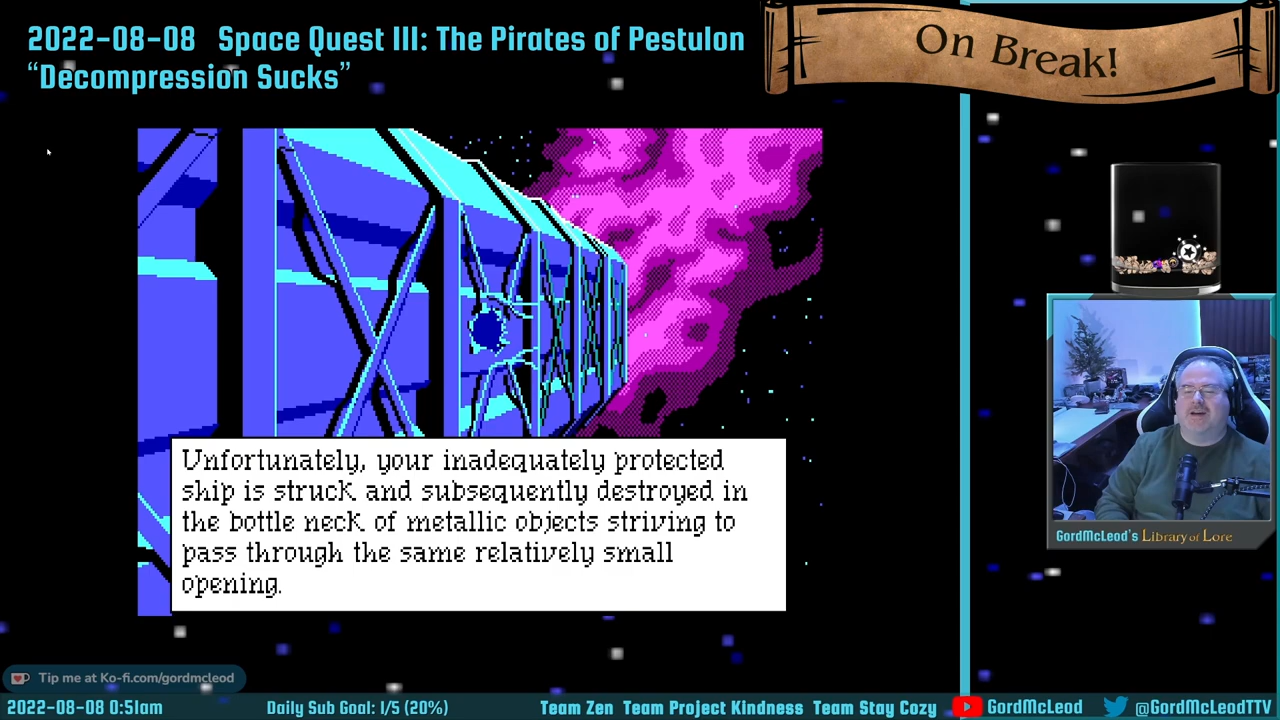 2022-08-08 Space Quest III: The Pirates of Pestulon
“Decompression Sucks”
On Break!
Unfortunately, your inadequately protected
ship is struck and subsequently destroyed in
the bottle neck of metallic objects striving to
pass through the same relatively small
opening.
GordMcLeod's Library of Lore
Tip me at Ko-fi.com/gordmcleod
2022-08-08 0:51am
Daily Sub Goal: 1/5 (20%)
Team Zen Team Project Kindness Team Stay Cozy
GordMcLeod
@GordMcLeodTTV